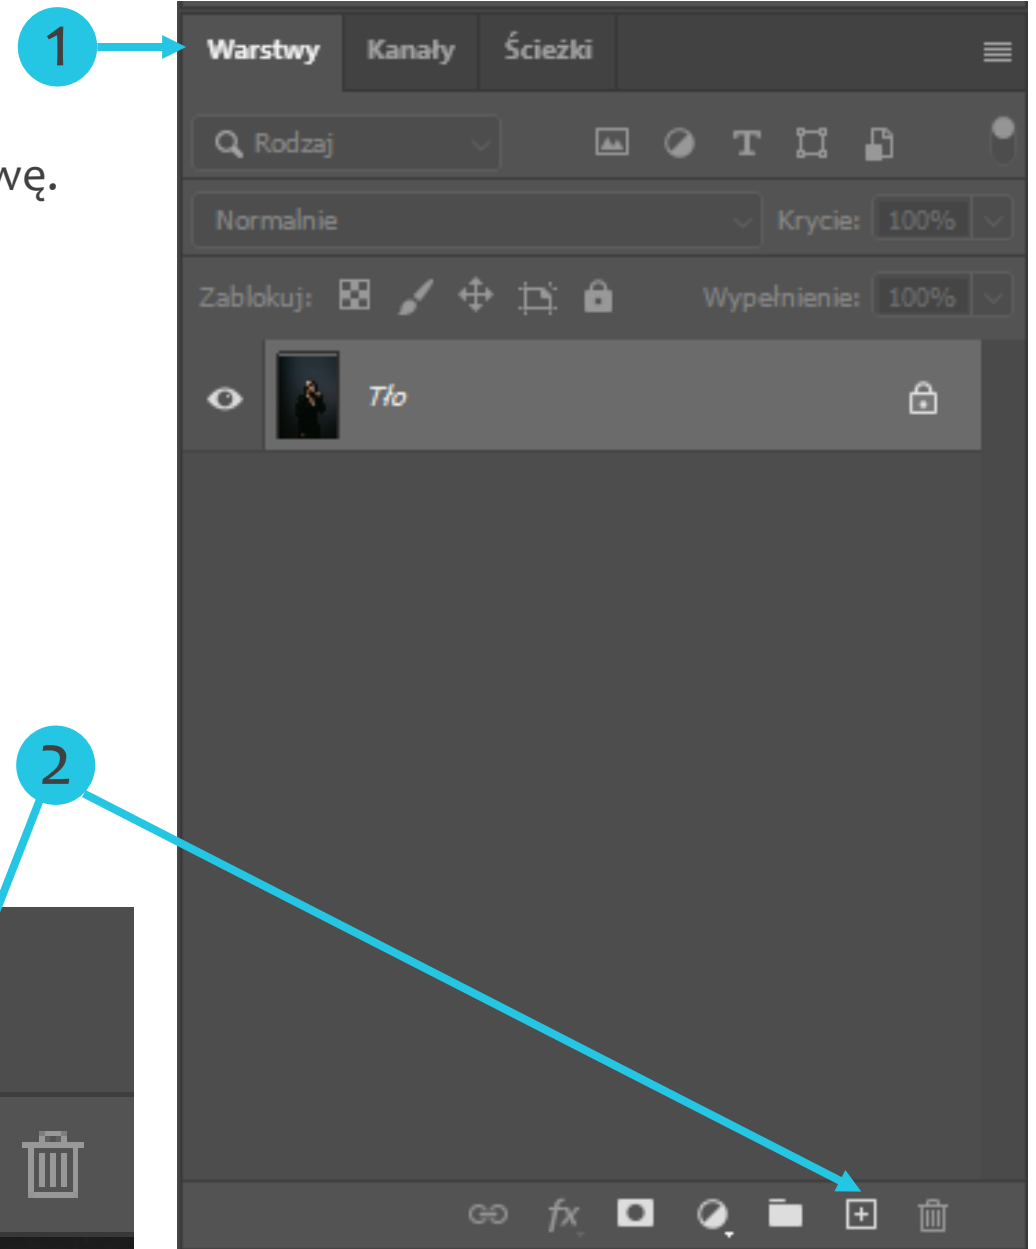 1
Warstwy Kanały Ścieżki
Rodzaj
T
wę.
Normalnie Krycie: 100%
Zablokuj: Wypełnienie: 100%
Tło
2
fx